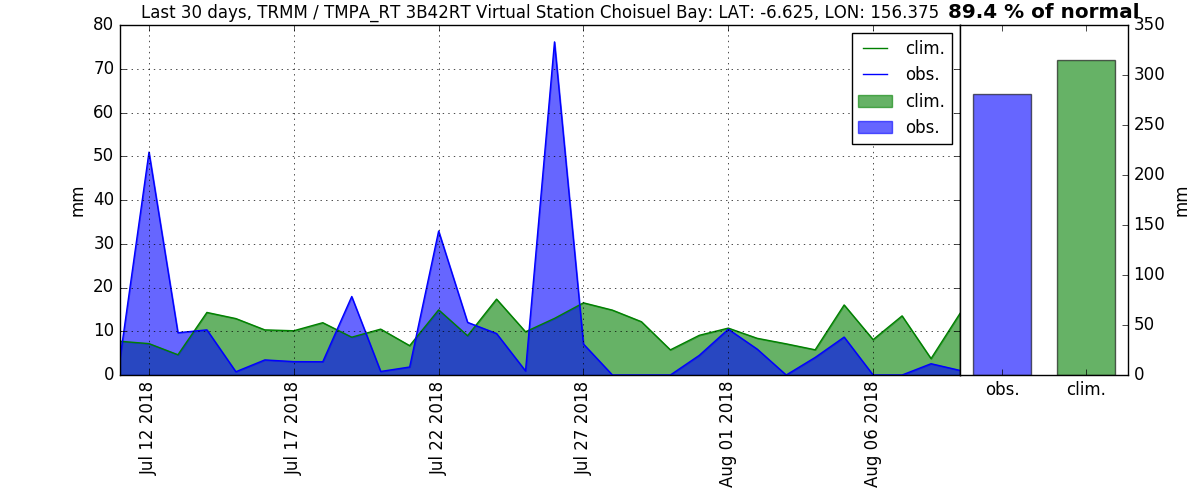 Last 30 days, TRMM / TMPA_RT 3B42RT Virtual Station Choisuel Bay: LAT: -6.625, LON: 156.375 89.4 % of normal
80
70
60
50
40
30
20
10
0
mm
clim.
obs.
clim.
obs.
Jul 12 2018
Jul 17 2018
Jul 22 2018
Jul 27 2018
Aug 01 2018
Aug 06 2018
350
300
250
200
150
100
50
0
mm
obs.
clim.